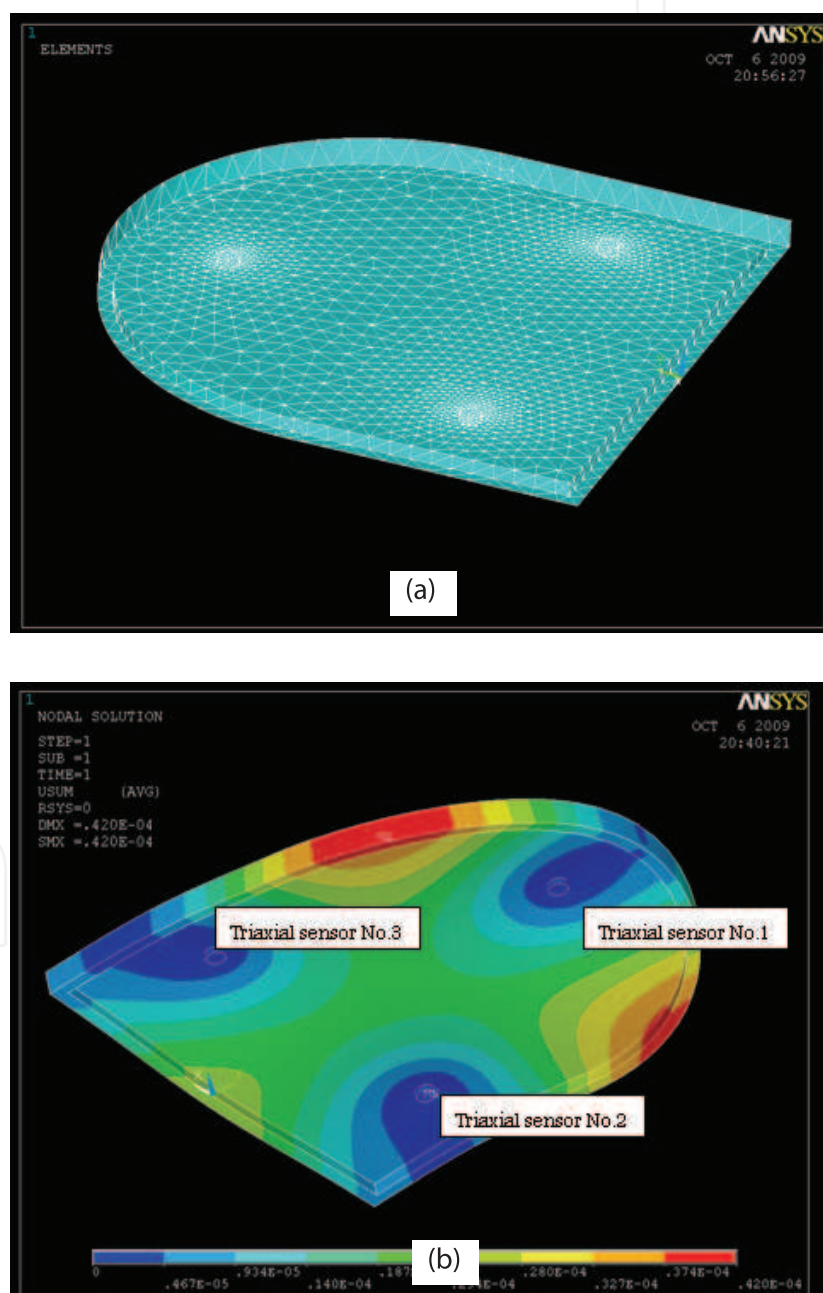 1
ELEMENTS
ANSYS
OCT 6 2009
20:56:27
(a)
1
NODAL SOLUTION
STEP=1
SUB =1
TIME=1
USUM (AVG)
RSYS=0
DMX =.420E-04
SMX =.420E-04
ANSYS
OCT 6 2009
20:40:21
Triaxial sensor No.3
Triaxial sensor No.1
Triaxial sensor No.2
(b)
0 .934E-05 .280E-04 .374E-04
.467E-05 .140E-04 .327E-04 .420E-04